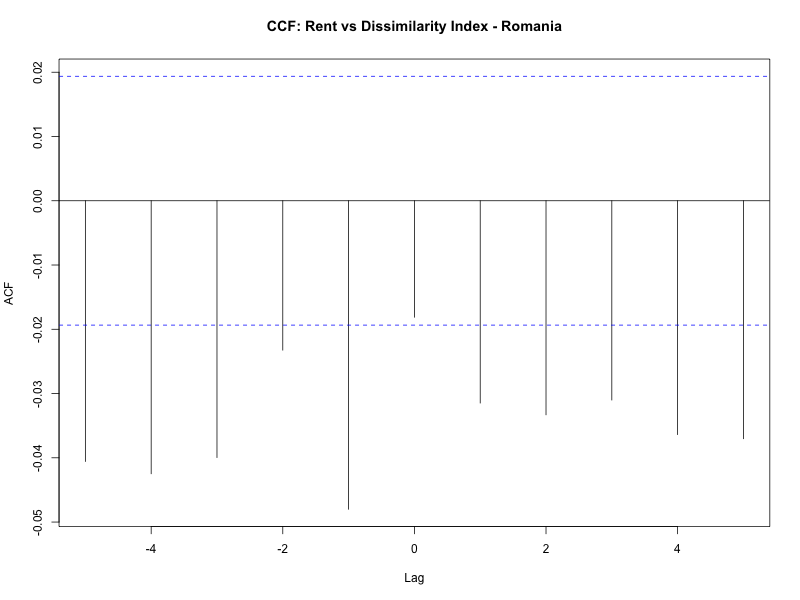 CCF: Rent vs Dissimilarity Index - Romania
ACF
0.02
0.01
0.00
-0.01
-0.02
-0.03
-0.04
-0.05
-4 -2 0 2 4
Lag